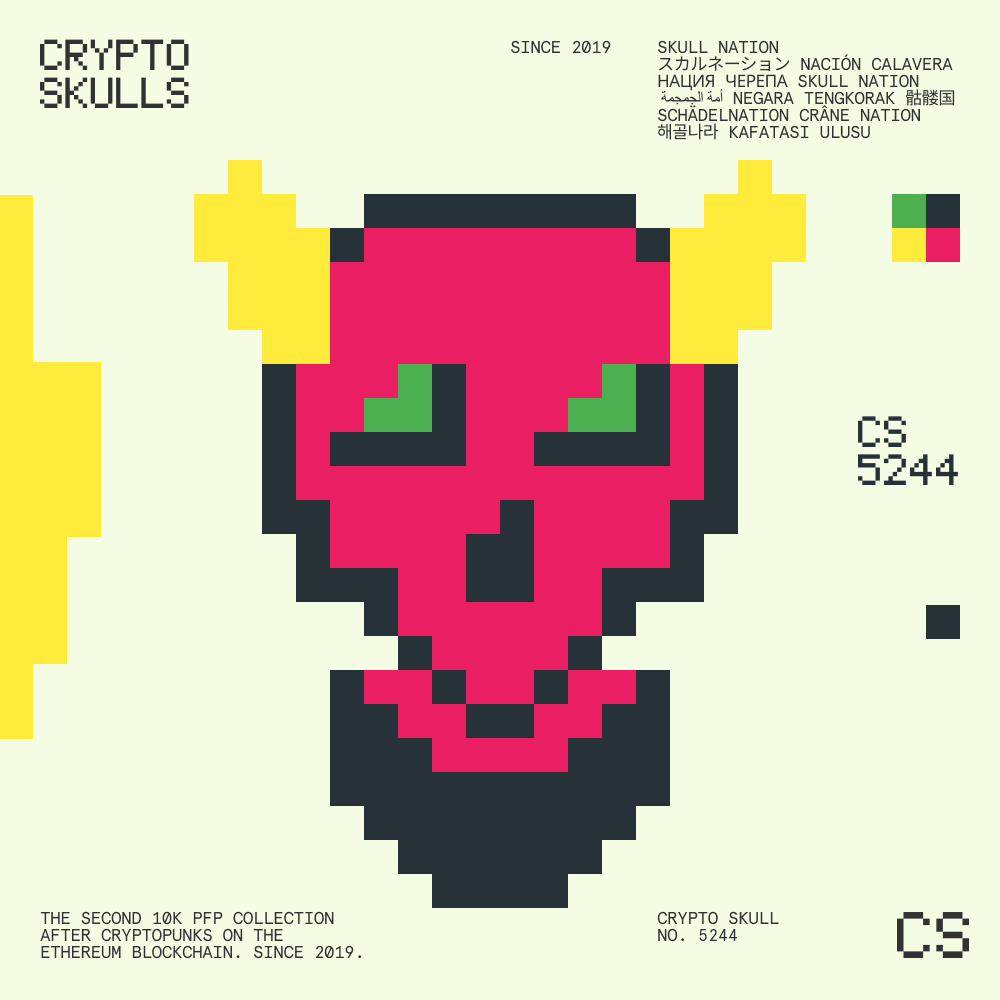 CRYPTO
SKULLS
SINCE 2019
SKULL NATION
スカルネーション NACIÓN CALAVERA
НАЦИЯ ЧЕРЕПА SKULL NATION
أمة الجمجمة NEGARA TENGKORAK 骷髅国
SCHÄDELNATION CRÂNE NATION
해골나라 KAFATASI ULUSU
CS
5244
THE SECOND 10K PFP COLLECTION
AFTER CRYPTOPUNKS ON THE
ETHEREUM BLOCKCHAIN. SINCE 2019.
CRYPTO SKULL
NO. 5244
CS